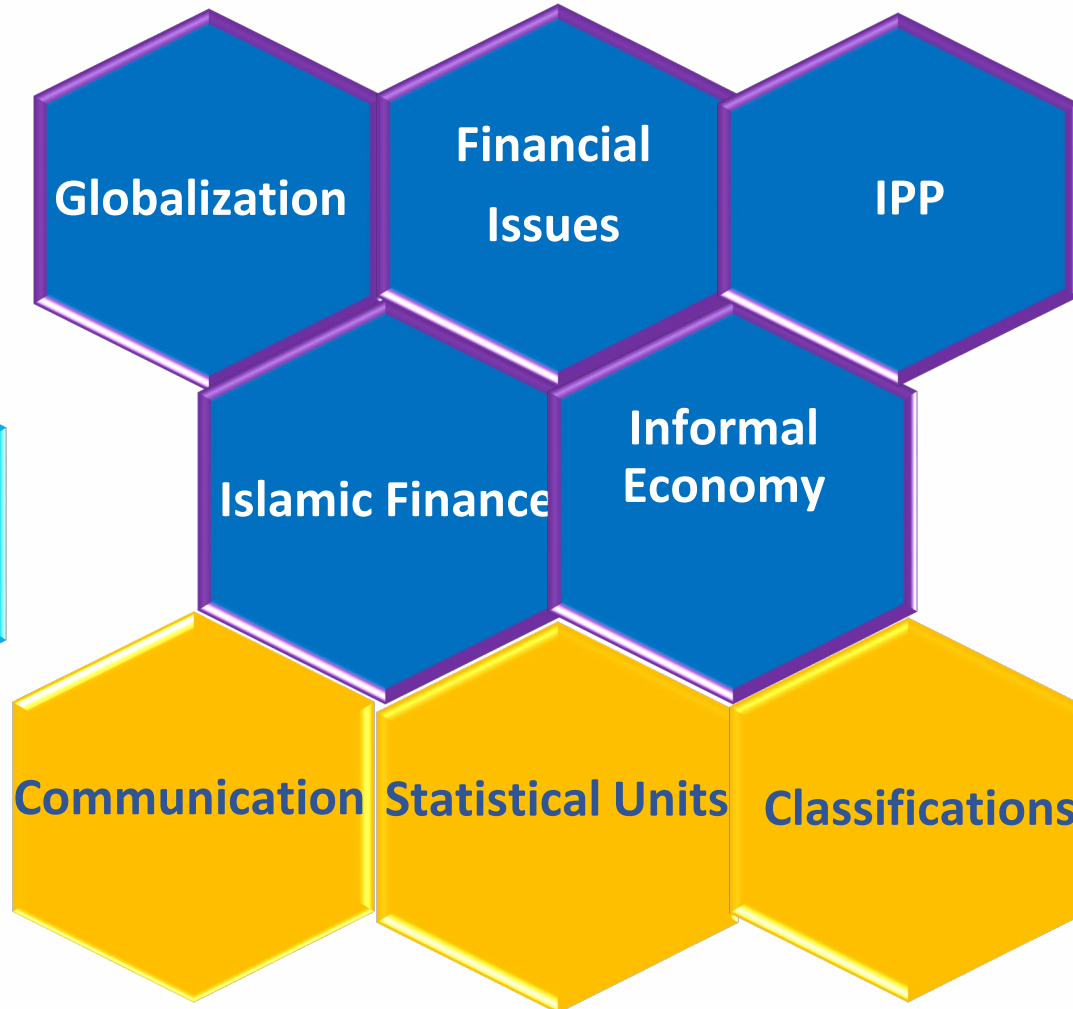 Globalization
Financial
Issues
IPP
Islamic Finance
Informal
Economy
Communication
Statistical Units
Classifications